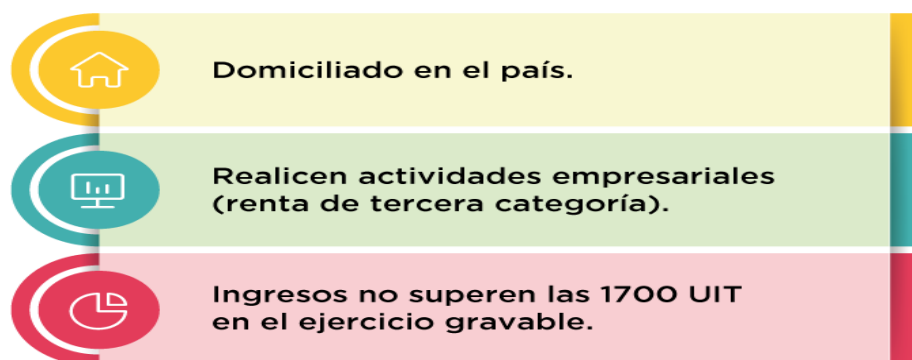 Domiciliado en el país.
Realicen actividades empresariales
(renta de tercera categoría).
Ingresos no superen las 1700 UIT
en el ejercicio gravable.